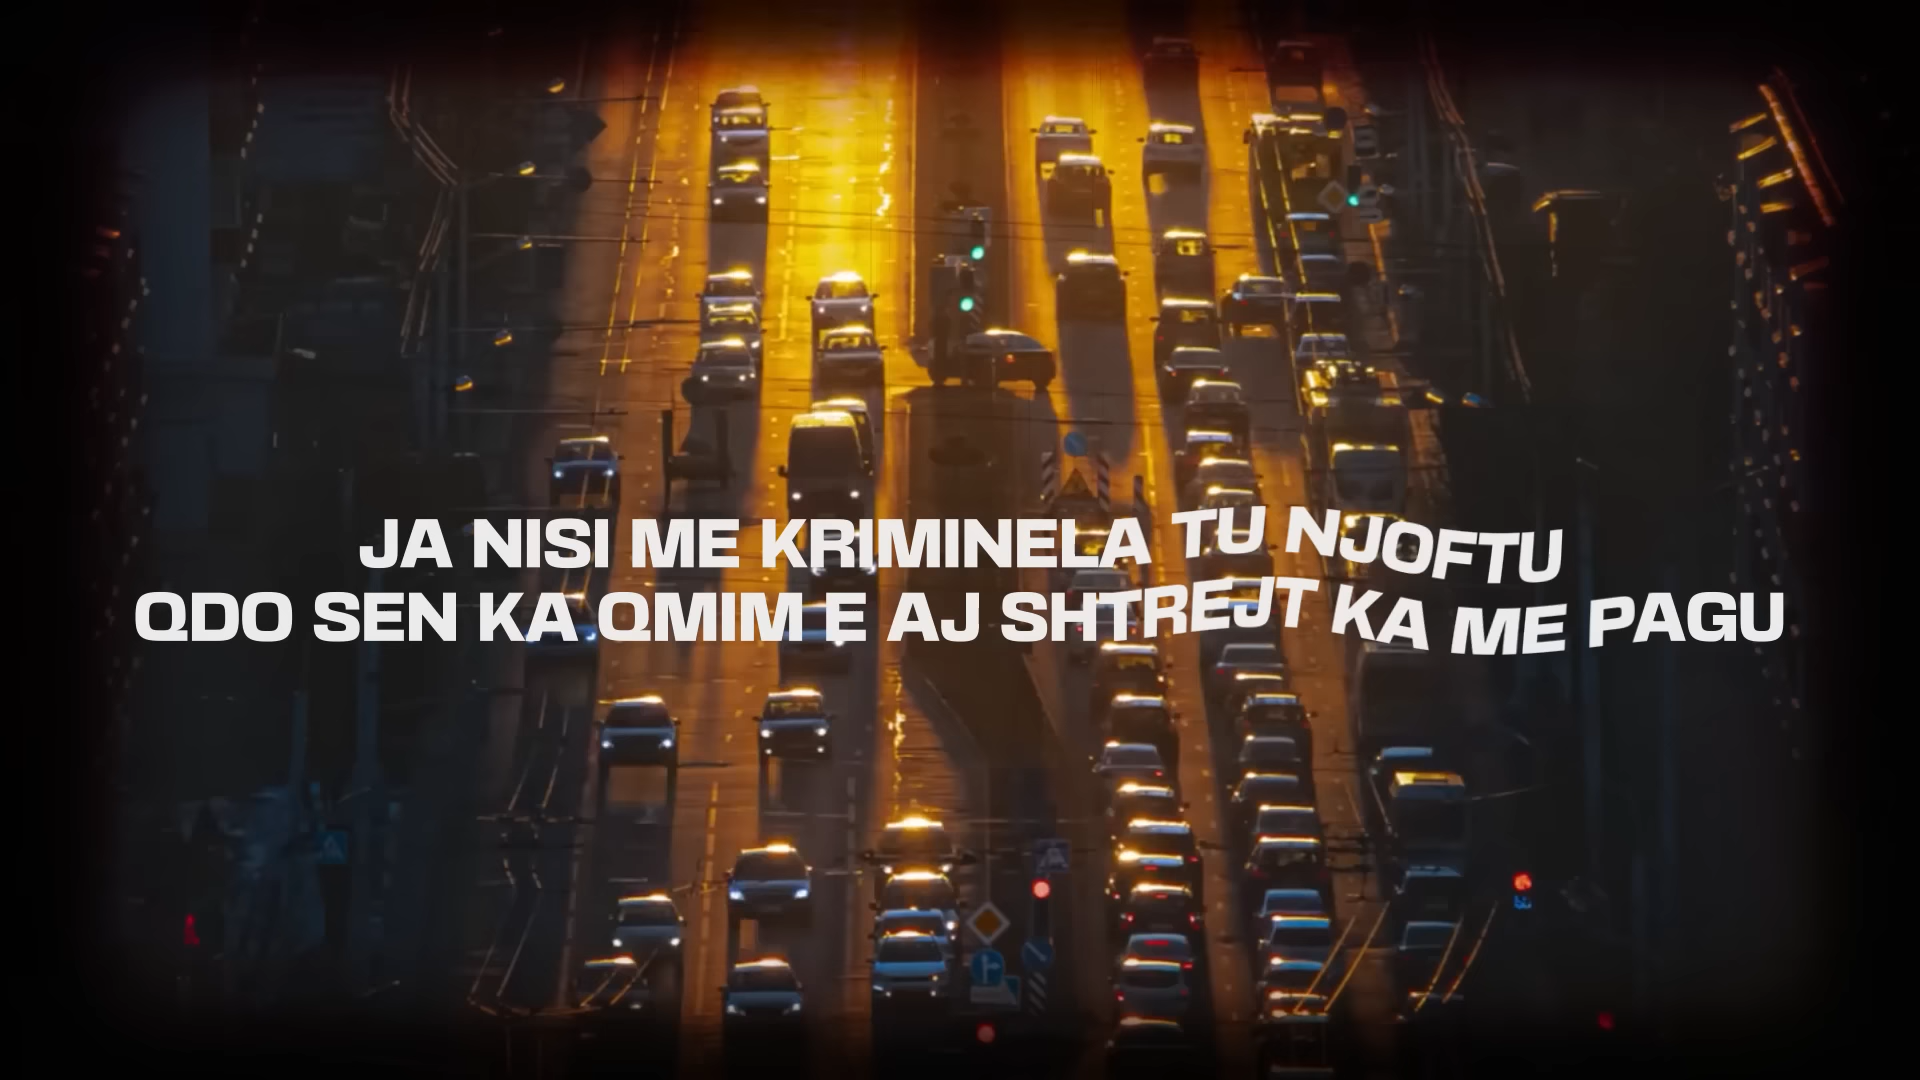 JA NISI ME KRIMINELA TU NJOFTU
QDO SEN KA QMIM E AJ SHTREJT KA ME PAGU